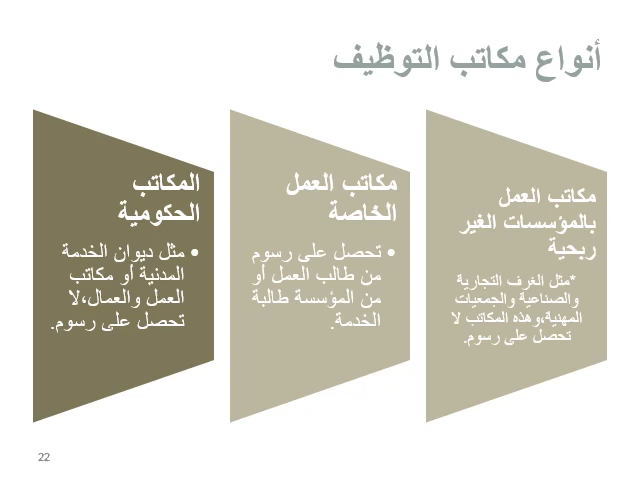 أنواع مكاتب التوظيف
مكاتب العمل
بالمؤسسات الغير
ربحية
*مثل الغرف التجارية
والصناعية والجمعيات
المهنية،وهذه المكاتب لا
تحصل على رسوم.
مكاتب العمل
الخاصة
• تحصل على رسوم
من طالب العمل أو
من المؤسسة طالبة
الخدمة.
المكاتب
الحكومية
• مثل ديوان الخدمة
المدنية أو مكاتب
العمل والعمال،لا
تحصل على رسوم.
22